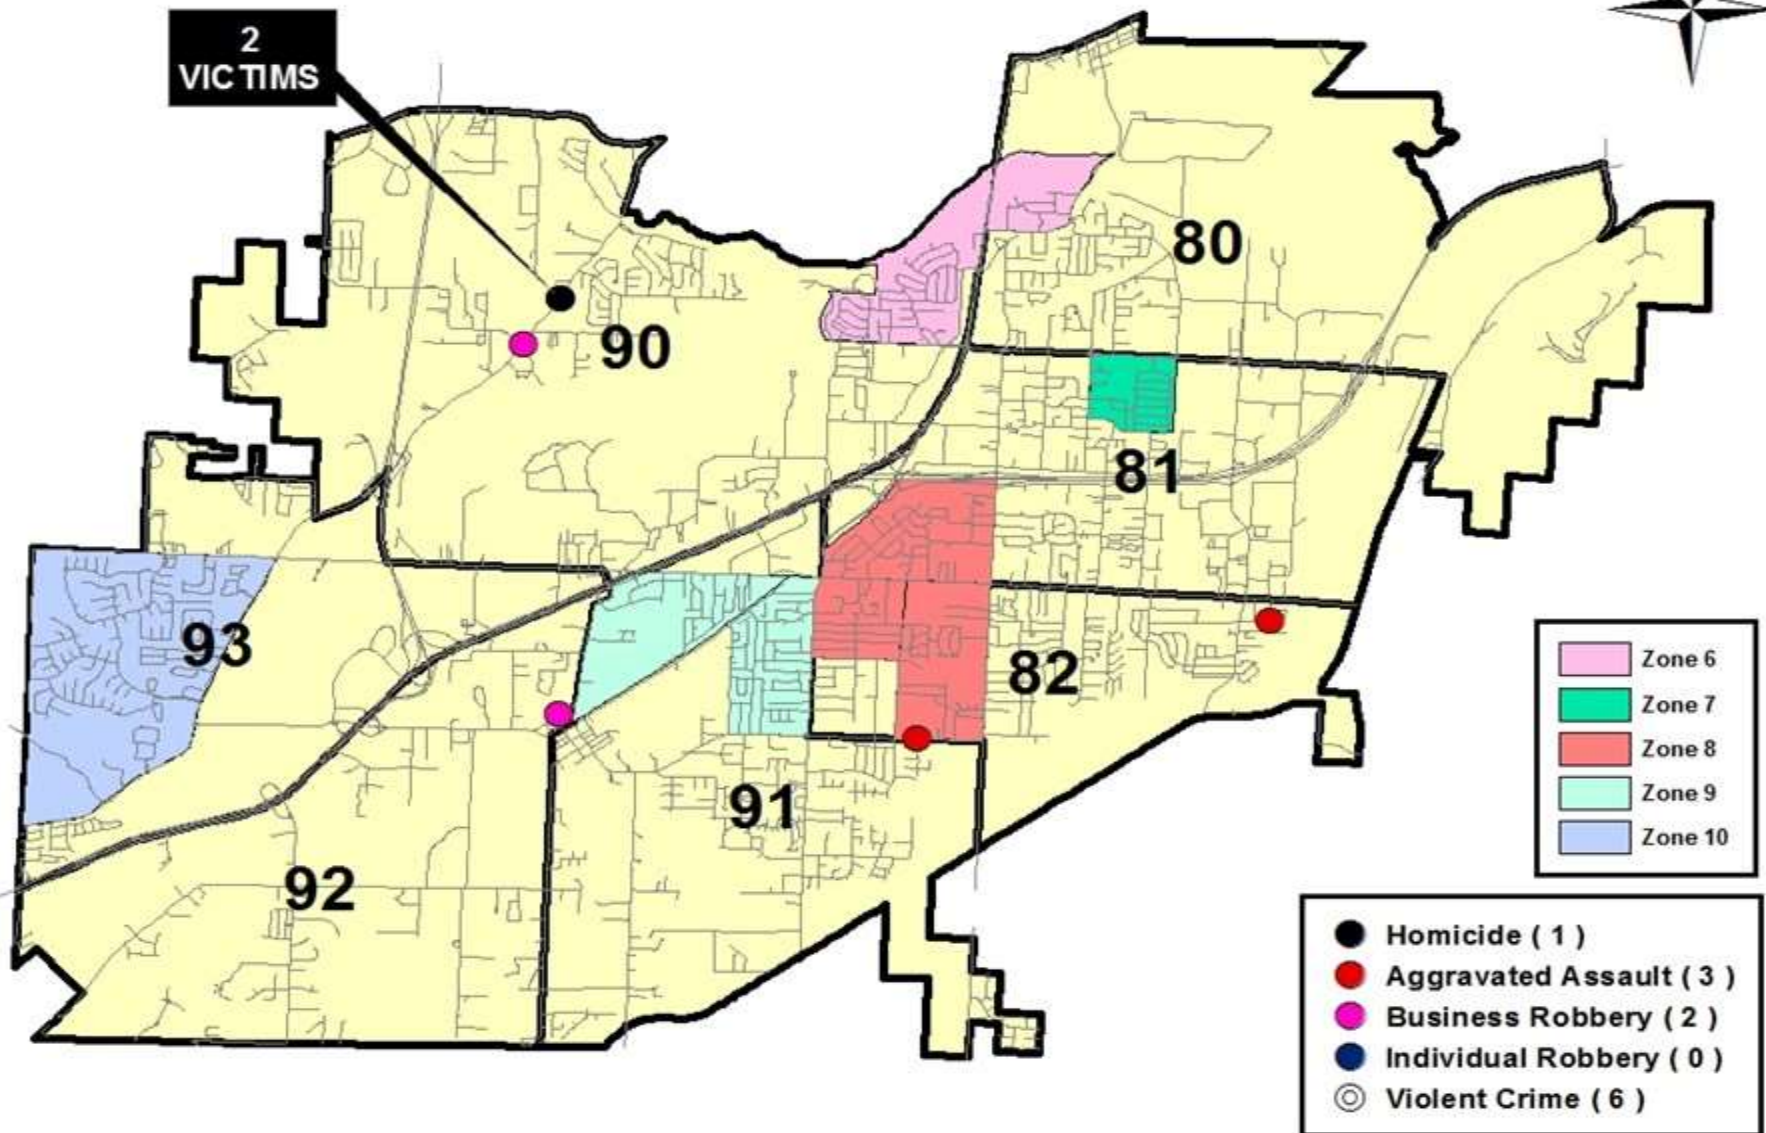 2
VICTIMS
80
90
81
93
82
91
92
Zone 6
Zone 7
Zone 8
Zone 9
Zone 10
Homicide ( 1 )
Aggravated Assault ( 3 )
Business Robbery ( 2 )
Individual Robbery ( 0 )
Violent Crime ( 6 )